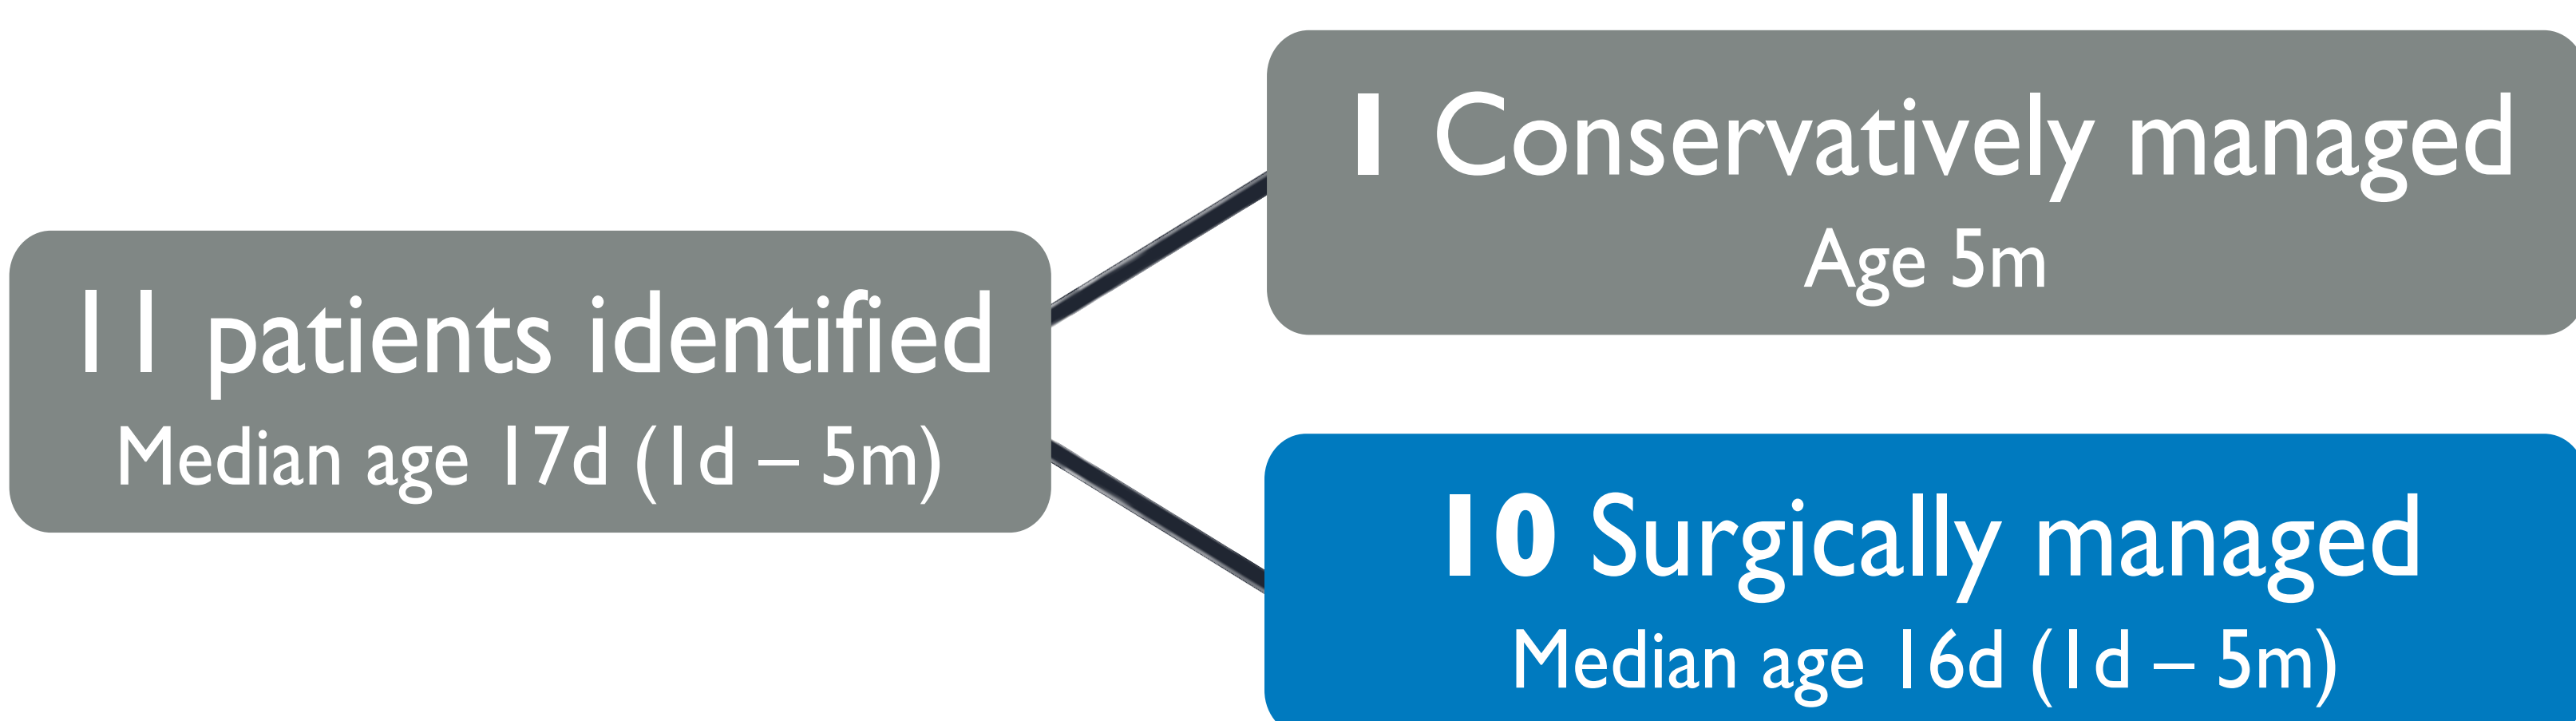 11 patients identified
Median age 17d (1d – 5m)
1 Conservatively managed
Age 5m
10 Surgically managed
Median age 16d (1d – 5m)